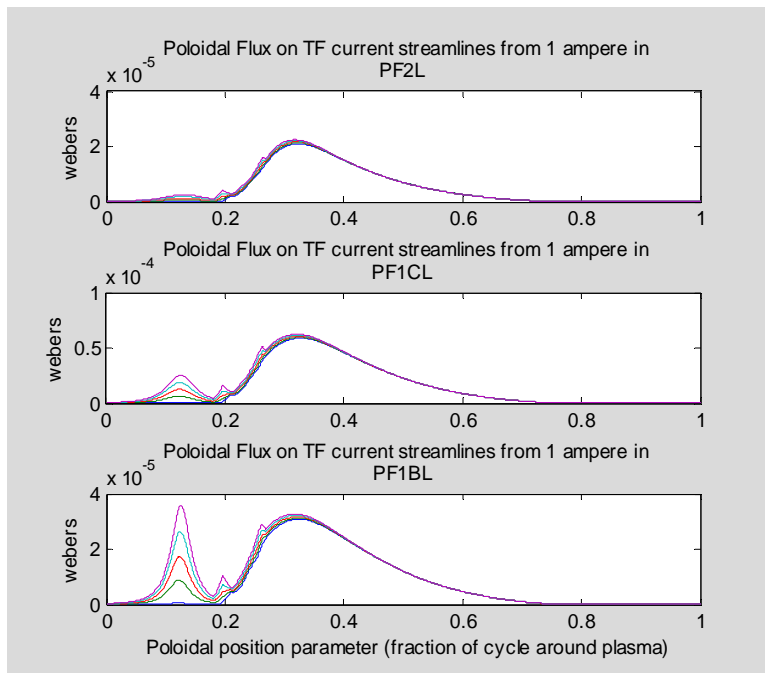 Poloidal Flux on TF current streamlines from 1 ampere in
PF2L
x 10^-5
4
2
0
webers
0 0.2 0.4 0.6 0.8 1
Poloidal Flux on TF current streamlines from 1 ampere in
PF1CL
x 10^-4
1
0.5
0
webers
0 0.2 0.4 0.6 0.8 1
Poloidal Flux on TF current streamlines from 1 ampere in
PF1BL
x 10^-5
4
2
0
webers
0 0.2 0.4 0.6 0.8 1
Poloidal position parameter (fraction of cycle around plasma)